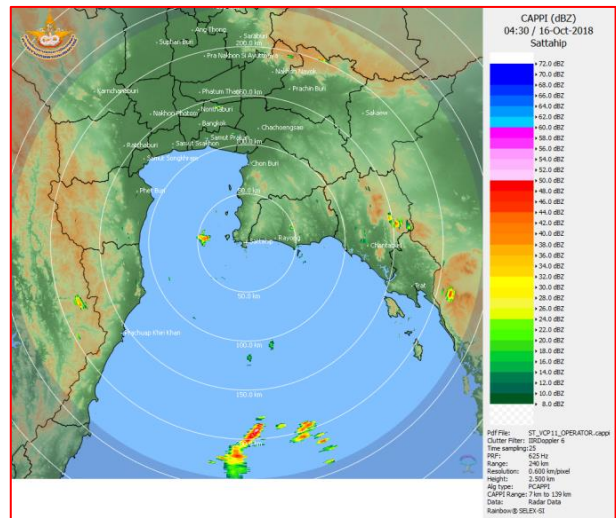 CAPPI (dBZ)
04:30 / 16-Oct-2018
Sattahip
72.0 dBZ
70.0 dBZ
68.0 dBZ
66.0 dBZ
64.0 dBZ
62.0 dBZ
60.0 dBZ
58.0 dBZ
56.0 dBZ
54.0 dBZ
52.0 dBZ
50.0 dBZ
48.0 dBZ
46.0 dBZ
44.0 dBZ
42.0 dBZ
40.0 dBZ
38.0 dBZ
36.0 dBZ
34.0 dBZ
32.0 dBZ
30.0 dBZ
28.0 dBZ
26.0 dBZ
24.0 dBZ
22.0 dBZ
20.0 dBZ
18.0 dBZ
16.0 dBZ
14.0 dBZ
12.0 dBZ
10.0 dBZ
8.0 dBZ
Pdf File: ST_VCP11_OPERATOR.cappi
Clutter Filter: IIRDoppler 6
Time sampling: 25
PRF: 625 Hz
Range: 240 km
Resolution: 0.600 km/pixel
Height: 2.500 km
Alg type: PCAPPI
CAPPI Range: 7 km to 139 km
Data: Radar Data
Rainbow® SELEX-SI
Ang Thong
Saraburi
Suphan Buri
200.0 km
Pra Nakhon Si Ayutthaya
Nakhon Nayok
Kanchanaburi
Phatum Thani
Prachin Buri
Nonthaburi
Nakhon Pathom
Sakaew
Bangkok
Chachoengsao
Samut Prakan
Ratchaburi
Samut Ssakhon
Samut Songkhram
Chon Buri
Phet Buri
Rayong
Chantaburi
Trat
50.0 km
Prachuap Khiri Khan
100.0 km
150.0 km